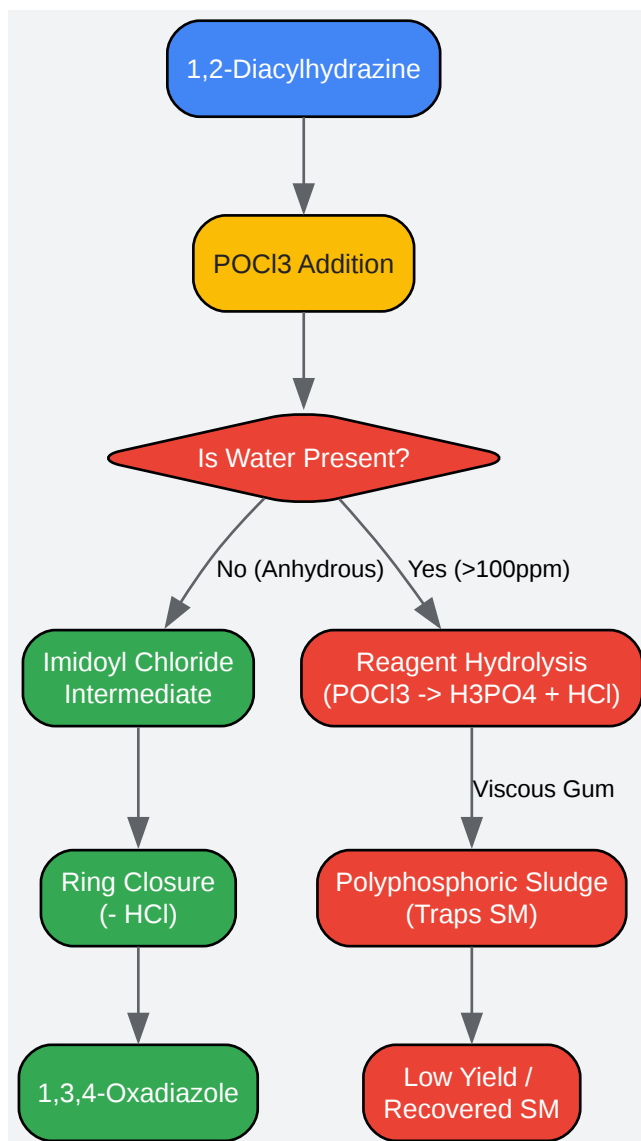 1,2-Diacylhydrazine
POCl3 Addition
Is Water Present?
No (Anhydrous)
Yes (>100ppm)
Imidoyl Chloride
Intermediate
Reagent Hydrolysis
(POCl3 -> H3PO4 + HCl)
Viscous Gum
Ring Closure
(- HCl)
Polyphosphoric Sludge
(Traps SM)
1,3,4-Oxadiazole
Low Yield /
Recovered SM